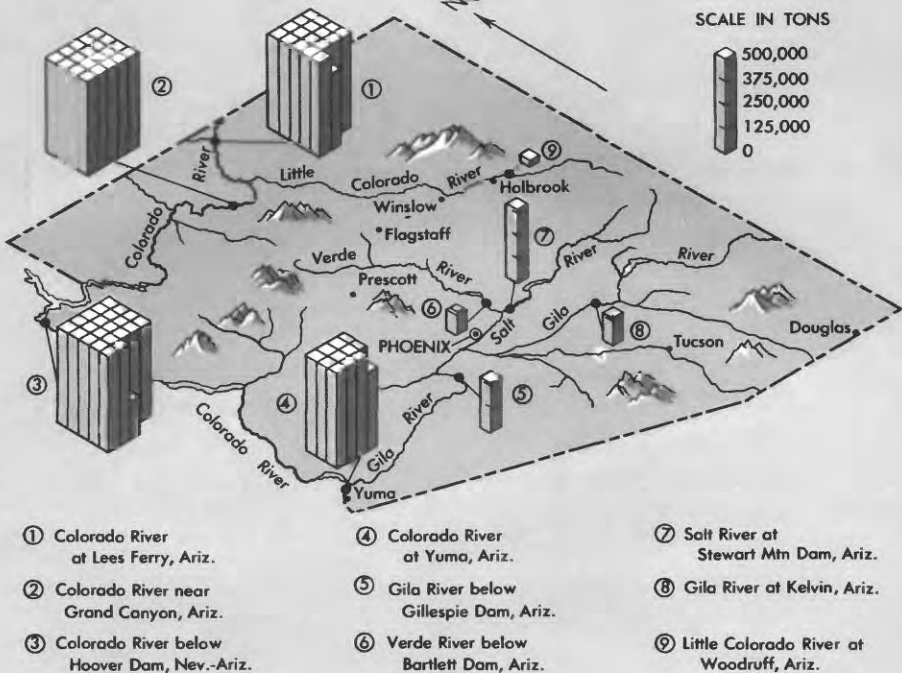 N
SCALE IN TONS
500,000
375,000
250,000
125,000
0
②
①
⑨
River
Little Colorado River
Holbrook
Winslow
Flagstaff
Colorado
⑦
River
River
Verde River
Prescott
⑥
Salt
Gila
PHOENIX
⑧
Tucson
Douglas
③
④
⑤
Colorado River
Gila River
Yuma
① Colorado River
at Lees Ferry, Ariz.
② Colorado River near
Grand Canyon, Ariz.
③ Colorado River below
Hoover Dam, Nev.-Ariz.
④ Colorado River
at Yuma, Ariz.
⑤ Gila River below
Gillespie Dam, Ariz.
⑥ Verde River below
Bartlett Dam, Ariz.
⑦ Salt River at
Stewart Mtn Dam, Ariz.
⑧ Gila River at Kelvin, Ariz.
⑨ Little Colorado River at
Woodruff, Ariz.